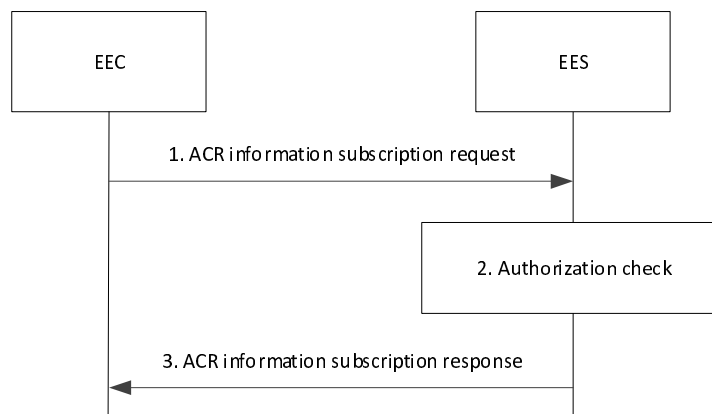 EEC
EES
1. ACR information subscription request
2. Authorization check
3. ACR information subscription response